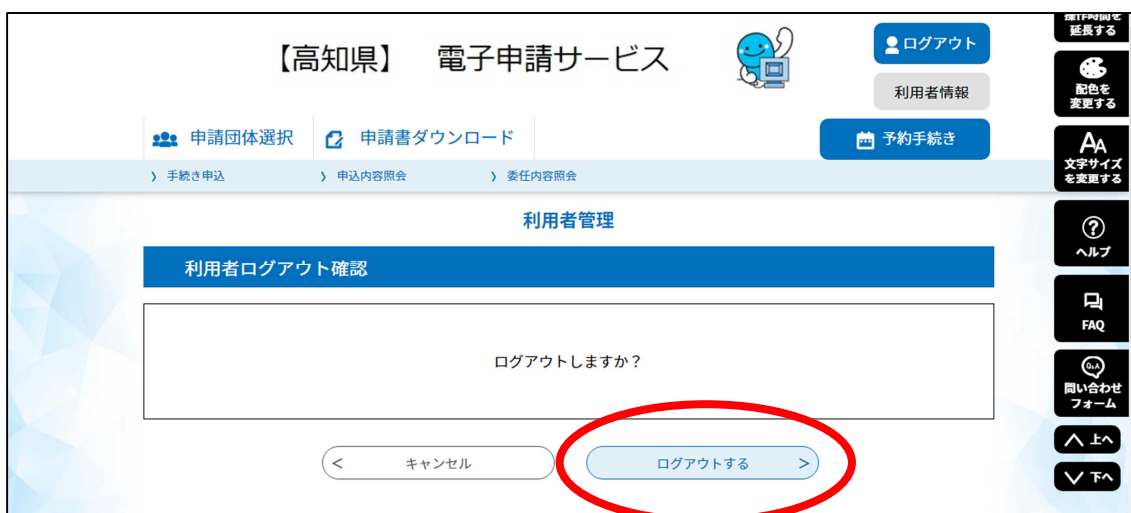 【高知県】 電子申請サービス
ログアウト
利用者情報
申請団体選択
申請書ダウンロード
予約手続き
手続き申込
申込内容照会
委任内容照会
利用者管理
利用者ログアウト確認
ログアウトしますか？
< キャンセル
ログアウトする >
操作時間を
延長する
配色を
変更する
AA
文字サイズ
を変更する
?
ヘルプ
FAQ
Q&A
問い合わせ
フォーム
上へ
下へ